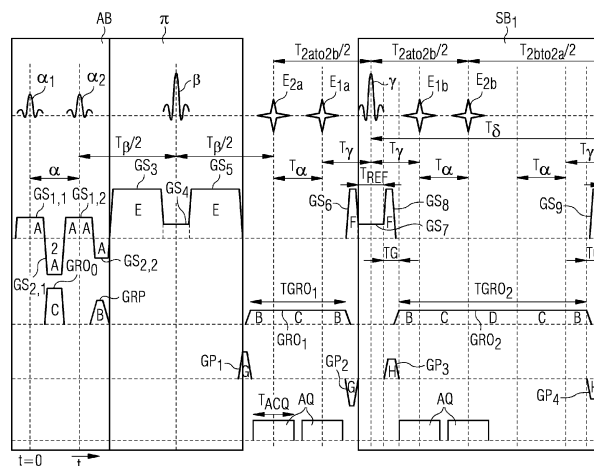 AB π SB1
T2ato2b/2 T2ato2b/2 T2bto2a/2
α1 α2 β E2a E1a γ E1b E2b
Tδ
Tβ/2 Tβ/2 Tγ Tγ Tγ
α Tα Tα Tα
GS1,1 GS1,2 GS3 GS4 GS5 TREF
GS6 GS8 GS9
A A A E E F F GS7
2 A A
GS2,1 GS2,2 TG TG
GRO0 GRP TGRO1 TGRO2
C B B C B B C D C B
GRO1 GRO2
GP1 G GP2 G H GP3 GP4 H
TACQ AQ AQ
t=0 t